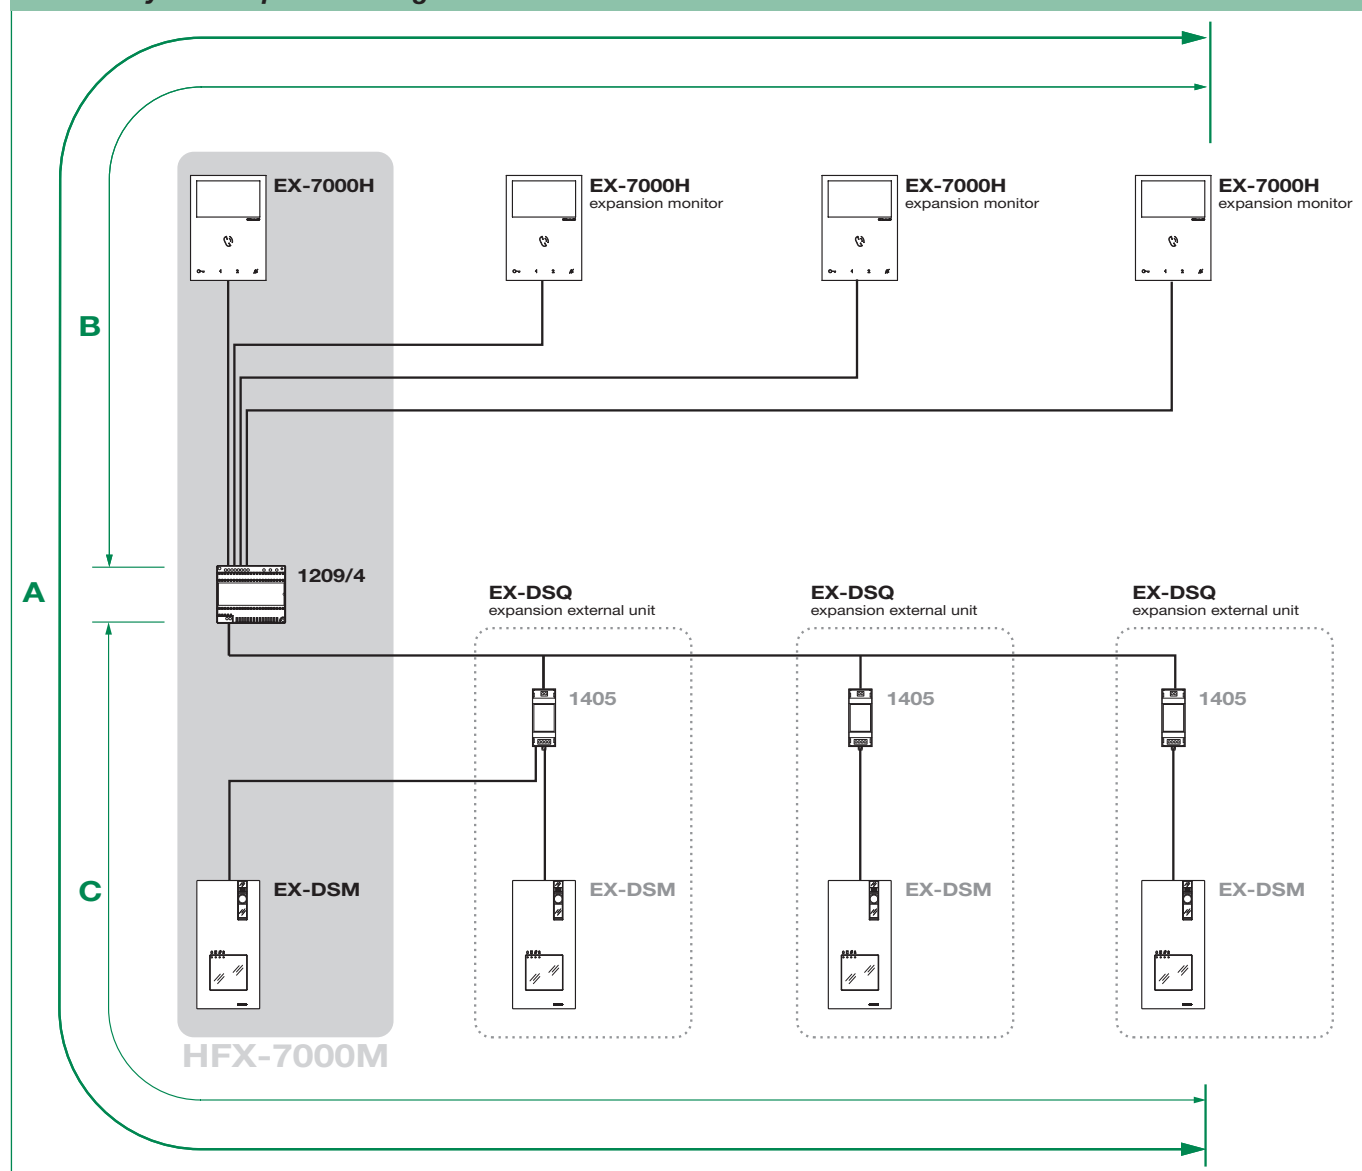 EX-7000H
EX-7000H
expansion monitor
EX-7000H
expansion monitor
EX-7000H
expansion monitor
B
1209/4
A
EX-DSQ
expansion external unit
EX-DSQ
expansion external unit
EX-DSQ
expansion external unit
1405
1405
1405
C
EX-DSM
EX-DSM
EX-DSM
EX-DSM
HFX-7000M